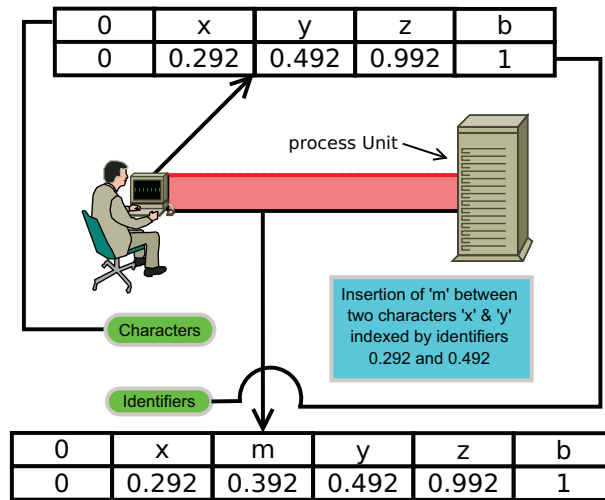 0 x y z b
0 0.292 0.492 0.992 1
process Unit
Insertion of 'm' between
two characters 'x' & 'y'
indexed by identifiers
0.292 and 0.492
Characters
Identifiers
0 x m y z b
0 0.292 0.392 0.492 0.992 1